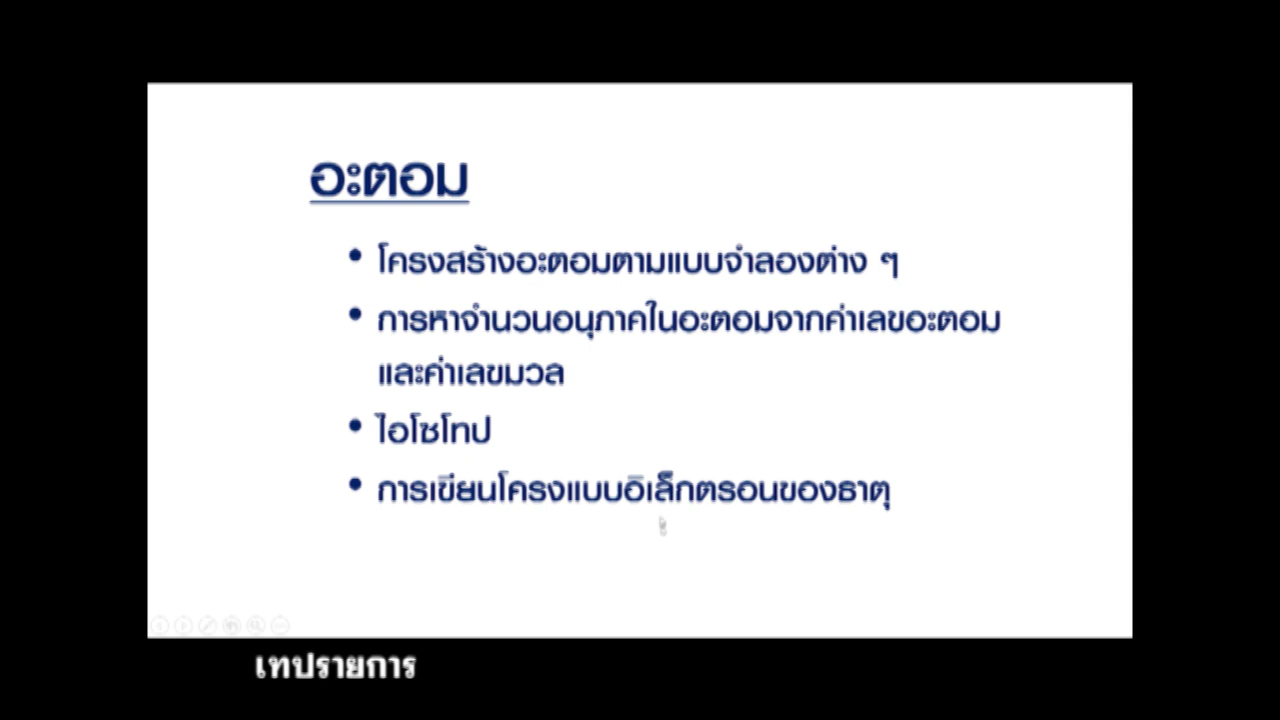 อะตอม
• โครงสร้างอะตอมตามแบบจำลองต่าง ๆ
• การหาจำนวนอนุภาคในอะตอมจากค่าเลขอะตอม
และค่าเลขมวล
• ไอโซโทป
• การเขียนโครงแบบอิเล็กตรอนของธาตุ
เทปรายการ